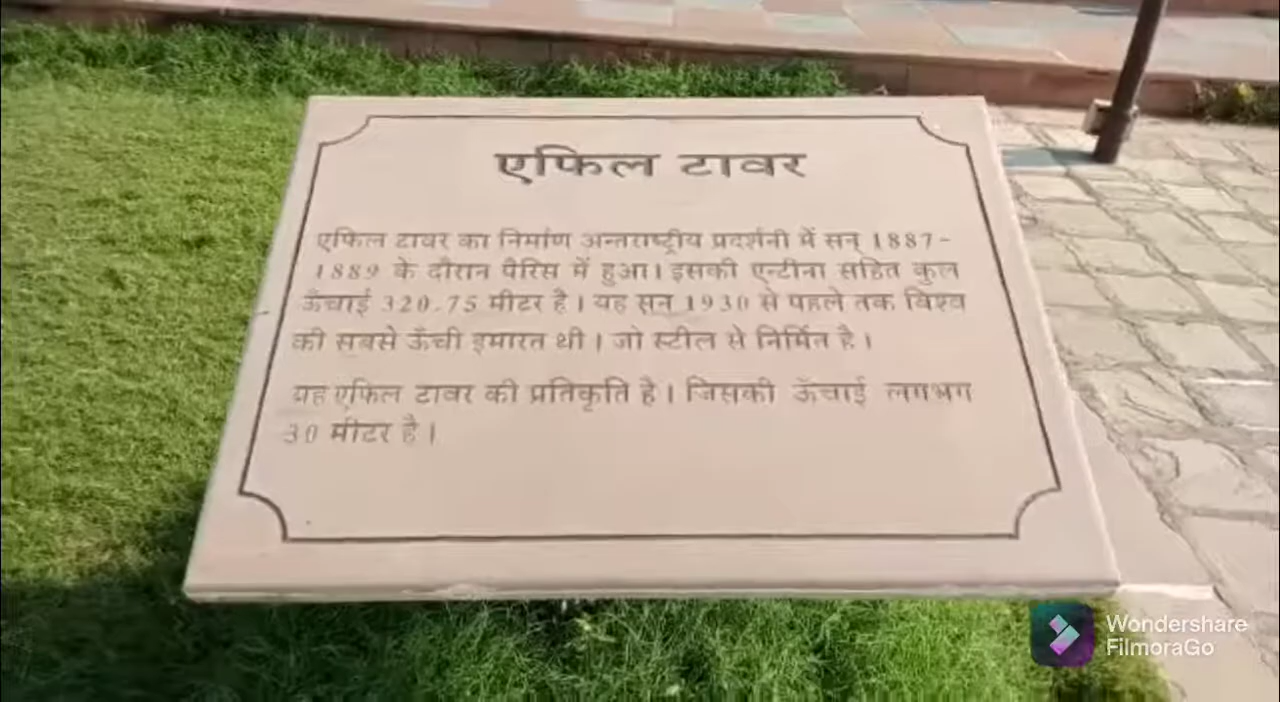 एफिल टावर
एफिल टावर का निर्माण अन्तराष्ट्रीय प्रदर्शनी में सन् 1887-
1889 के दौरान पैरिस में हुआ। इसकी एन्टीना सहित कुल
ऊँचाई 320.75 मीटर है। यह सन् 1930 से पहले तक विश्व
की सबसे ऊँची इमारत थी। जो स्टील से निर्मित है।
यह एफिल टावर की प्रतिकृति है। जिसकी ऊँचाई लगभग
30 मीटर है।
Wondershare
FilmoraGo